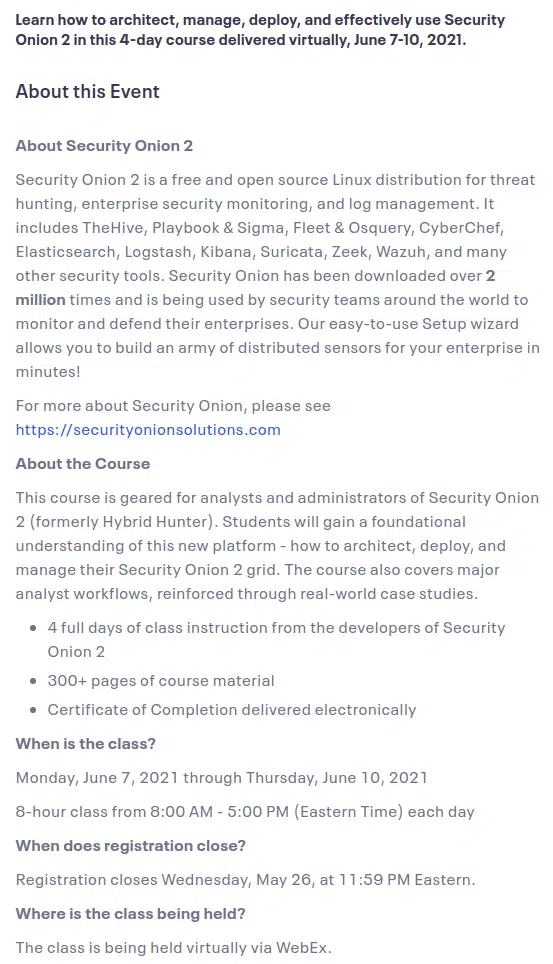 Learn how to architect, manage, deploy, and effectively use Security
Onion 2 in this 4-day course delivered virtually, June 7-10, 2021.
About this Event
About Security Onion 2
Security Onion 2 is a free and open source Linux distribution for threat
hunting, enterprise security monitoring, and log management. It
includes TheHive, Playbook & Sigma, Fleet & Osquery, CyberChef,
Elasticsearch, Logstash, Kibana, Suricata, Zeek, Wazuh, and many
other security tools. Security Onion has been downloaded over 2
million times and is being used by security teams around the world to
monitor and defend their enterprises. Our easy-to-use Setup wizard
allows you to build an army of distributed sensors for your enterprise in
minutes!
For more about Security Onion, please see
https://securityonionsolutions.com
About the Course
This course is geared for analysts and administrators of Security Onion
2 (formerly Hybrid Hunter). Students will gain a foundational
understanding of this new platform - how to architect, deploy, and
manage their Security Onion 2 grid. The course also covers major
analyst workflows, reinforced through real-world case studies.
• 4 full days of class instruction from the developers of Security
Onion 2
• 300+ pages of course material
• Certificate of Completion delivered electronically
When is the class?
Monday, June 7, 2021 through Thursday, June 10, 2021
8-hour class from 8:00 AM - 5:00 PM (Eastern Time) each day
When does registration close?
Registration closes Wednesday, May 26, at 11:59 PM Eastern.
Where is the class being held?
The class is being held virtually via WebEx.